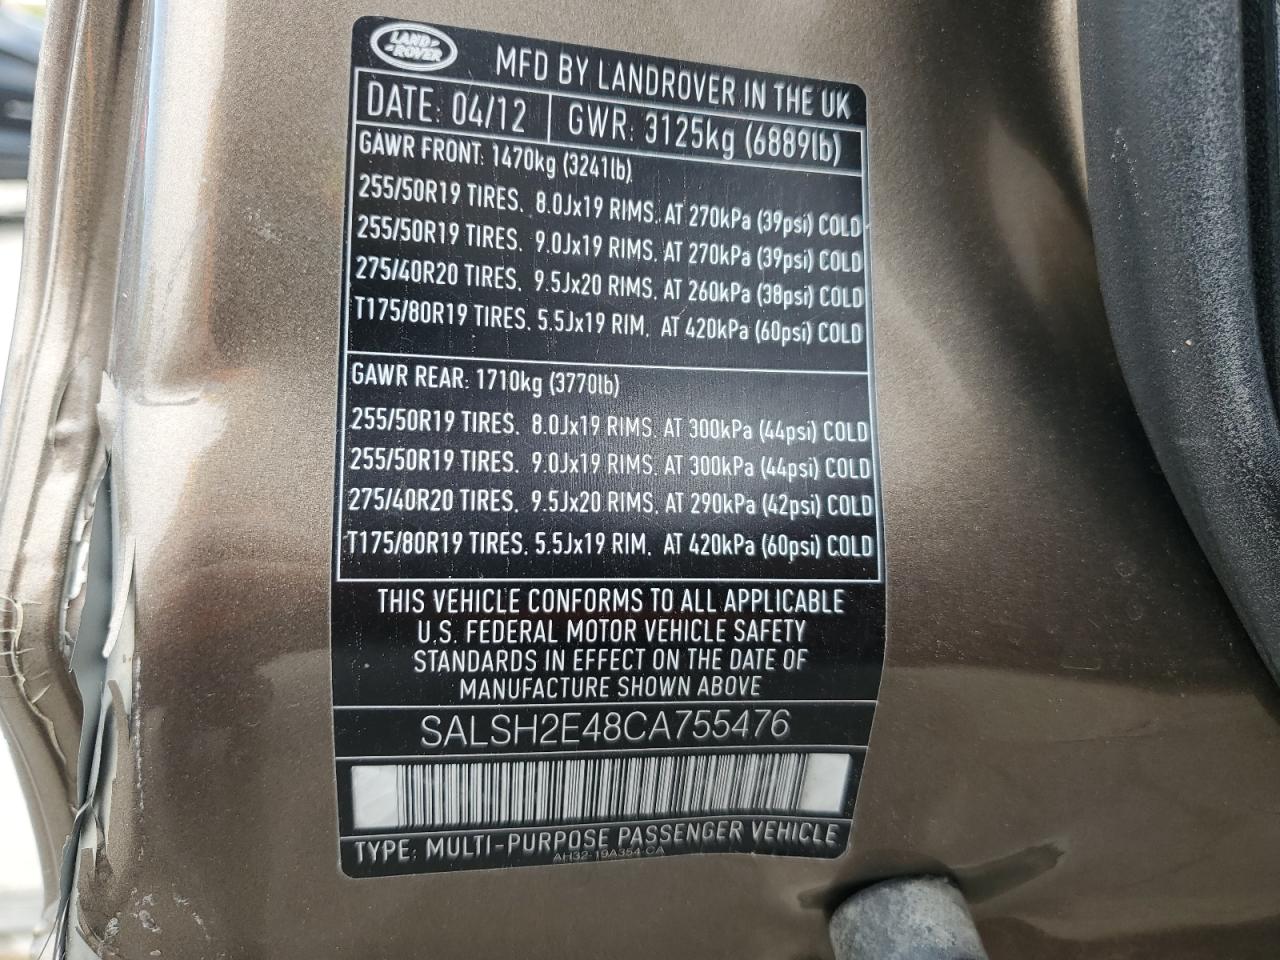 LAND
ROVER
MFD BY LANDROVER IN THE UK
DATE: 04/12 GWR: 3125kg (6889lb)
GAWR FRONT: 1470kg (3241lb)
255/50R19 TIRES. 8.0Jx19 RIMS. AT 270kPa (39psi) COLD
255/50R19 TIRES. 9.0Jx19 RIMS. AT 270kPa (39psi) COLD
275/40R20 TIRES. 9.5Jx20 RIMS. AT 260kPa (38psi) COLD
T175/80R19 TIRES. 5.5Jx19 RIM. AT 420kPa (60psi) COLD
GAWR REAR: 1710kg (3770lb)
255/50R19 TIRES. 8.0Jx19 RIMS. AT 300kPa (44psi) COLD
255/50R19 TIRES. 9.0Jx19 RIMS. AT 300kPa (44psi) COLD
275/40R20 TIRES. 9.5Jx20 RIMS. AT 290kPa (42psi) COLD
T175/80R19 TIRES. 5.5Jx19 RIM. AT 420kPa (60psi) COLD
THIS VEHICLE CONFORMS TO ALL APPLICABLE
U.S. FEDERAL MOTOR VEHICLE SAFETY
STANDARDS IN EFFECT ON THE DATE OF
MANUFACTURE SHOWN ABOVE
SALSH2E48CA755476
TYPE: MULTI-PURPOSE PASSENGER VEHICLE
AH32-19A354-CA